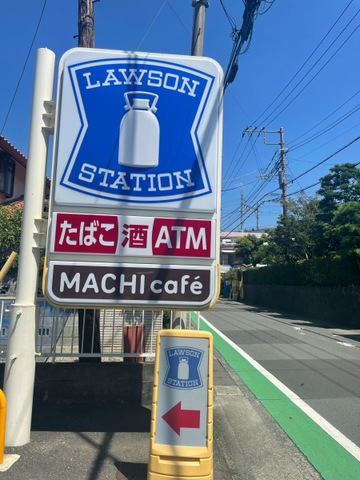 LAWSON
STATION
たばこ 酒 ATM
MACHI café
LAWSON
STATION